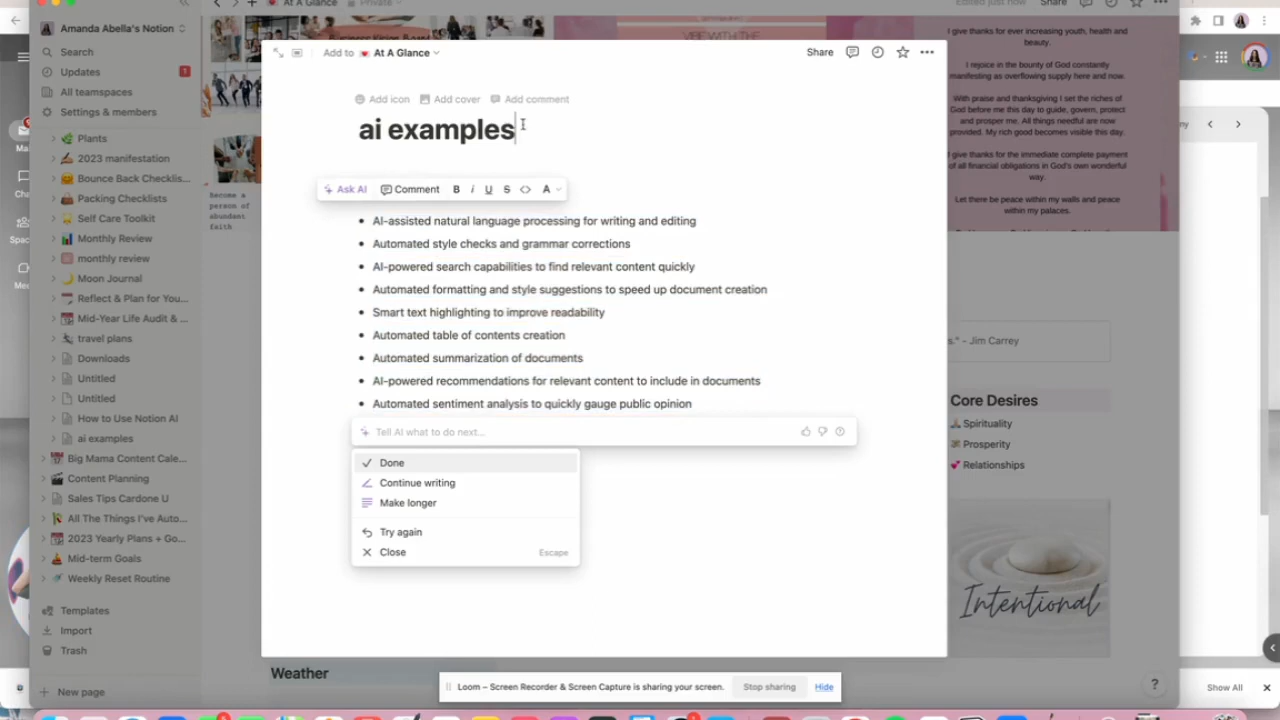 At A Glance
Private
Edited just now
Share
Amanda Abella's Notion
Search
Updates
1
All teamspaces
Settings & members
Plants
2023 manifestation
Bounce Back Checklis...
Packing Checklists
Self Care Toolkit
Monthly Review
monthly review
Moon Journal
Reflect & Plan for You...
Mid-Year Life Audit & ...
travel plans
Downloads
Untitled
Untitled
How to Use Notion AI
ai examples
Big Mama Content Cale...
Content Planning
Sales Tips Cardone U
All The Things I've Auto...
2023 Yearly Plans + Go...
Mid-term Goals
Weekly Reset Routine
Templates
Import
Trash
New page
Become a
person of
abundant
faith
Add to
At A Glance
Share
Add icon
Add cover
Add comment
ai examples
Ask AI
Comment
B
i
U
S
A
AI-assisted natural language processing for writing and editing
Automated style checks and grammar corrections
AI-powered search capabilities to find relevant content quickly
Automated formatting and style suggestions to speed up document creation
Smart text highlighting to improve readability
Automated table of contents creation
Automated summarization of documents
AI-powered recommendations for relevant content to include in documents
Automated sentiment analysis to quickly gauge public opinion
Tell AI what to do next...
Done
Continue writing
Make longer
Try again
Close
Escape
I give thanks for ever increasing youth, health and
beauty.
I rejoice in the bounty of God constantly
manifesting as overflowing supply here and now.
With praise and thanksgiving I set the riches of
God before me this day to guide, govern, protect
and prosper me. All things needful are now
provided. My rich good becomes visible this day.
I give thanks for the immediate complete payment
of all financial obligations in God's own wonderful
way.
Let there be peace within my walls and peace
within my palaces.
s." - Jim Carrey
Core Desires
Spirituality
Prosperity
Relationships
Intentional
Weather
Loom – Screen Recorder & Screen Capture is sharing your screen.
Stop sharing
Hide
?
Show All